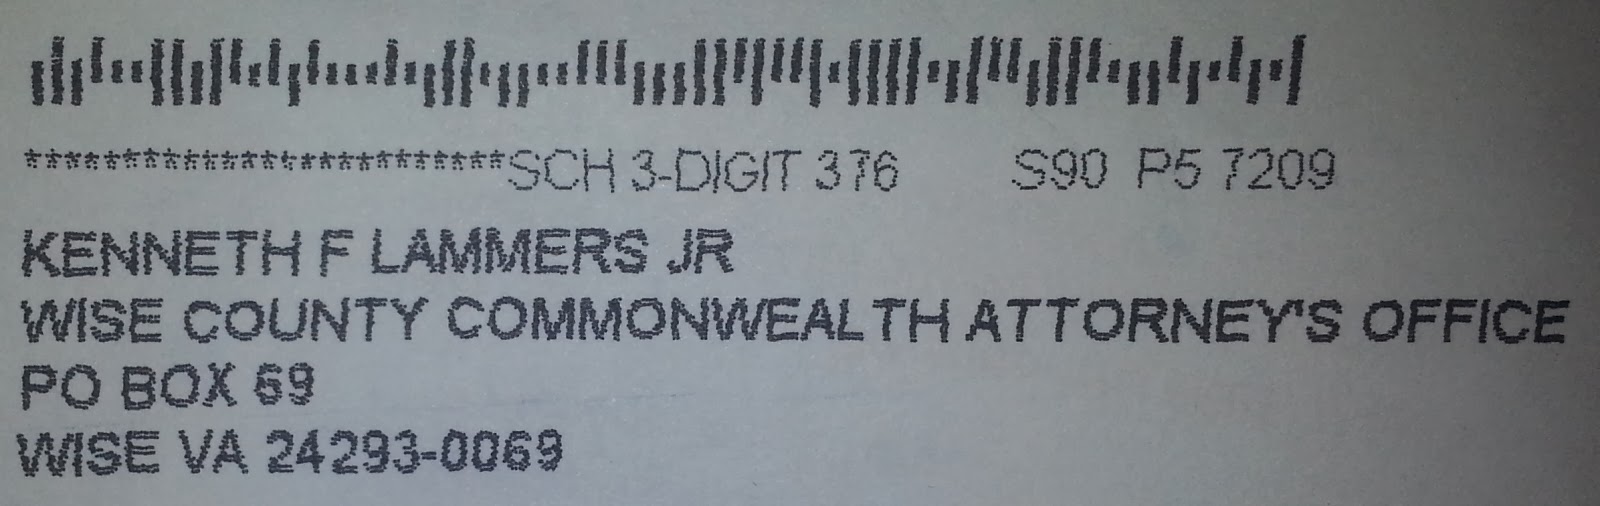 *************************SCH 3-DIGIT 376 S90 P5 7209
KENNETH F LAMMERS JR
WISE COUNTY COMMONWEALTH ATTORNEY'S OFFICE
PO BOX 69
WISE VA 24293-0069